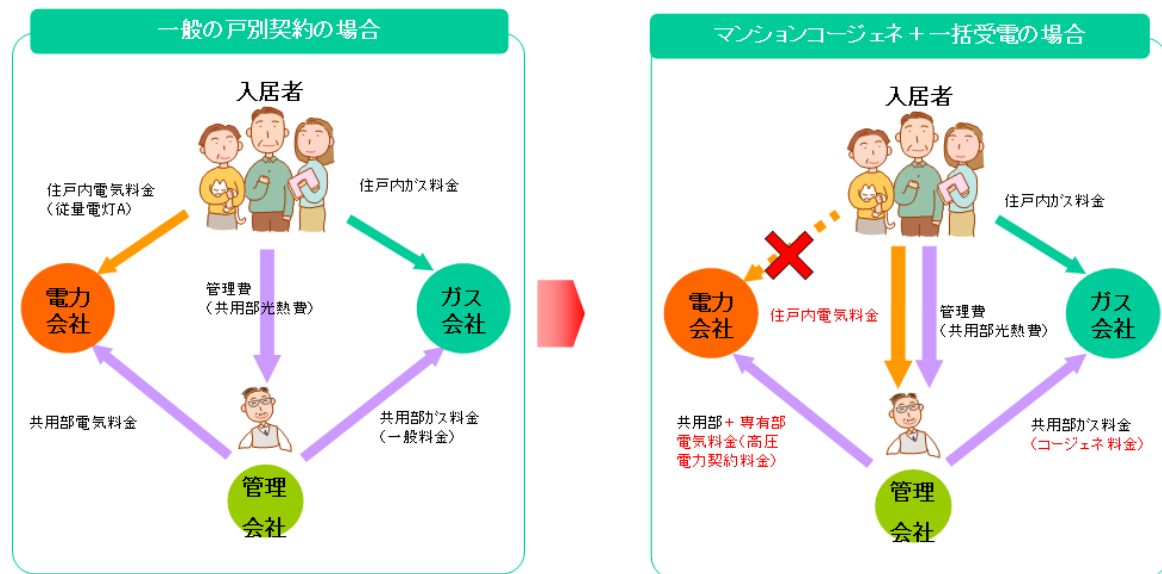 一般の戸別契約の場合
入居者
住戸内電気料金
(従量電灯A)
住戸内ガス料金
電力
会社
管理費
(共用部光熱費)
ガス
会社
共用部電気料金
共用部ガス料金
(一般料金)
管理
会社
マンションコージェネ+一括受電の場合
入居者
住戸内ガス料金
電力
会社
住戸内電気料金
管理費
(共用部光熱費)
ガス
会社
共用部+専有部
電気料金(高圧
電力契約料金)
共用部ガス料金
(コージェネ料金)
管理
会社